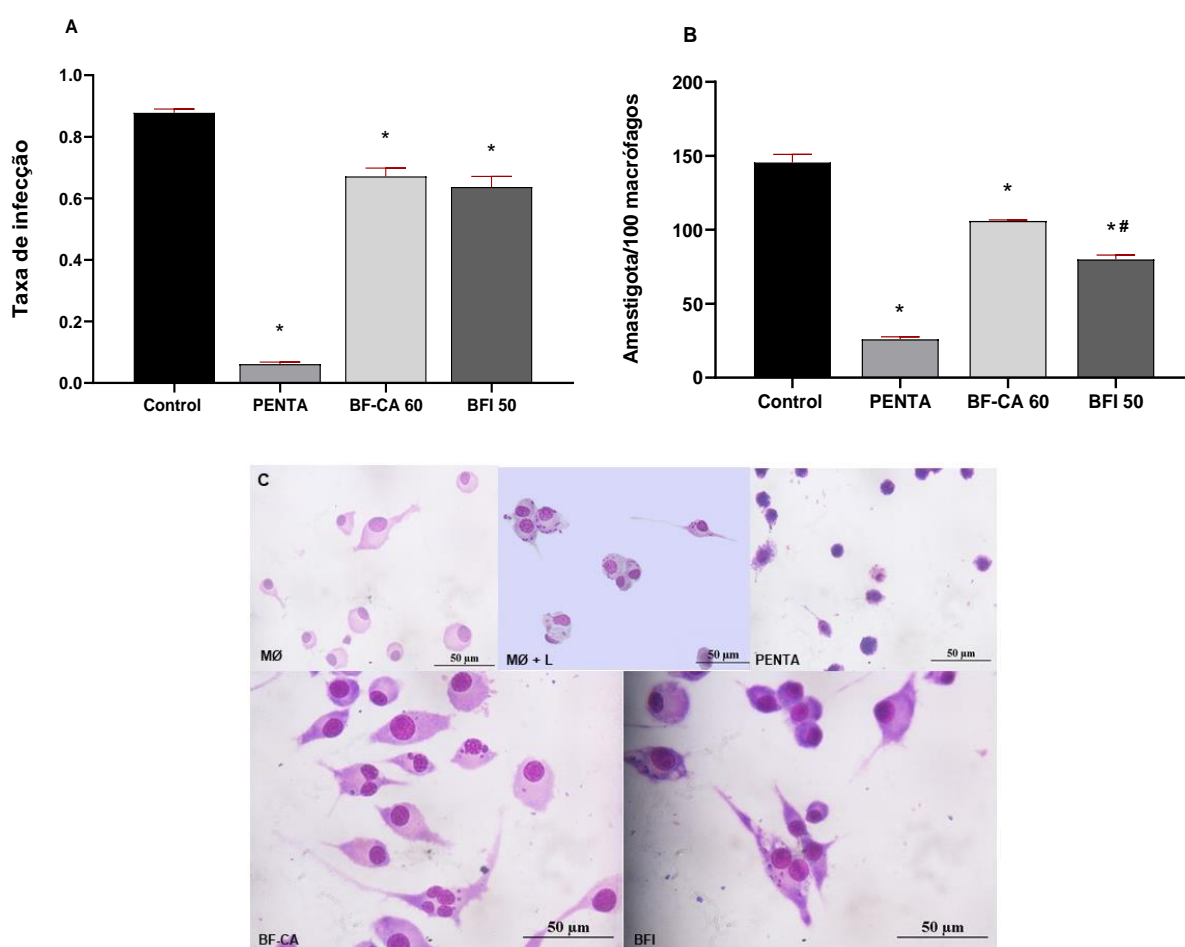 A
Taxa de infecção
1.0
0.8
0.6
0.4
0.2
0.0
*
*
*
Control PENTA BF-CA 60 BFI 50
B
Amastigota/100 macrófagos
200
150
100
50
0
*
*
*#
Control PENTA BF-CA 60 BFI 50
C
MØ 50 µm
MØ + L 50 µm
PENTA 50 µm
BF-CA 50 µm
BFI 50 µm